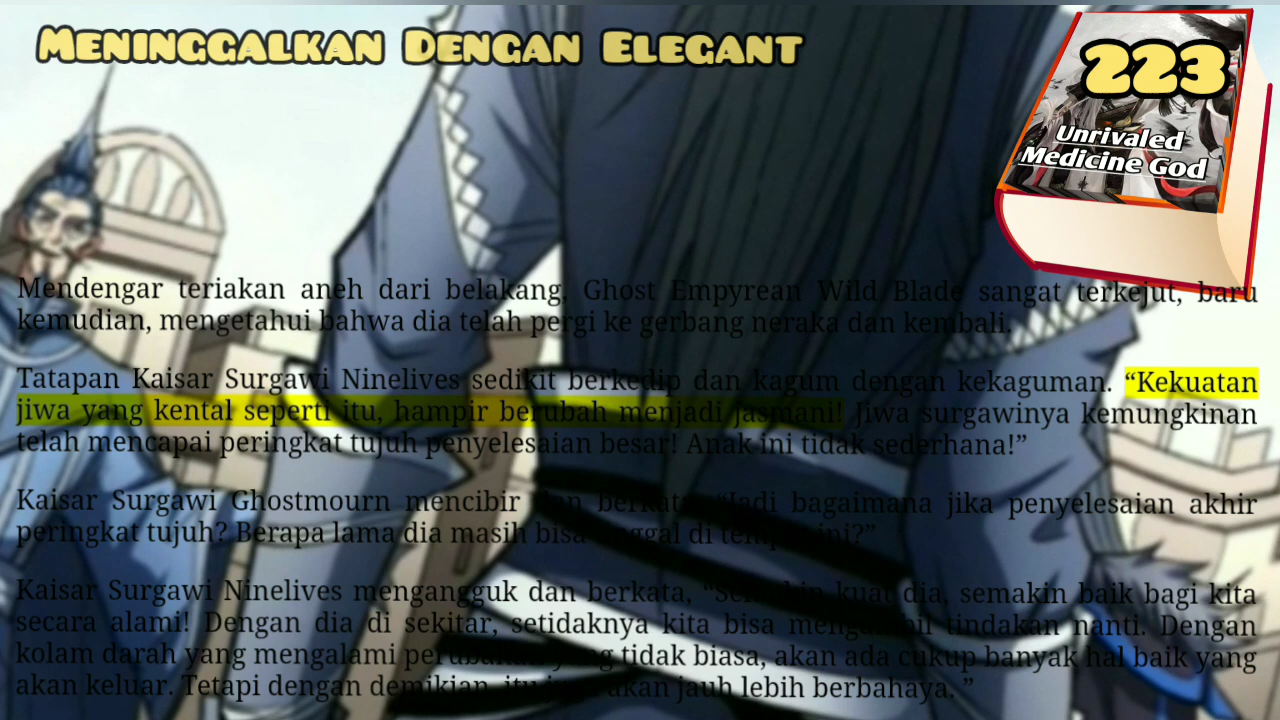 MENINGGALKAN DENGAN ELEGANT
223
Unrivaled
Medicine God
Mendengar teriakan aneh dari belakang, Ghost Empyrean Wild Blade sangat terkejut, baru
kemudian, mengetahui bahwa dia telah pergi ke gerbang neraka dan kembali.
Tatapan Kaisar Surgawi Ninelives sedikit berkedip dan kagum dengan kekaguman. “Kekuatan
jiwa yang kental seperti itu, hampir berubah menjadi jasmani! Jiwa surgawinya kemungkinan
telah mencapai peringkat tujuh penyelesaian besar! Anak ini tidak sederhana!”
Kaisar Surgawi Ghostmourn mencibir dan berkata, “Jadi bagaimana jika penyelesaian akhir
peringkat tujuh? Berapa lama dia masih bisa tinggal di tempat ini?”
Kaisar Surgawi Ninelives mengangguk dan berkata, “Semakin kuat dia, semakin baik bagi kita
secara alami! Dengan dia di sekitar, setidaknya kita bisa mengambil tindakan nanti. Dengan
kolam darah yang mengalami perubahan yang tidak biasa, akan ada cukup banyak hal baik yang
akan keluar. Tetapi dengan demikian, itu akan jauh lebih berbahaya. ”